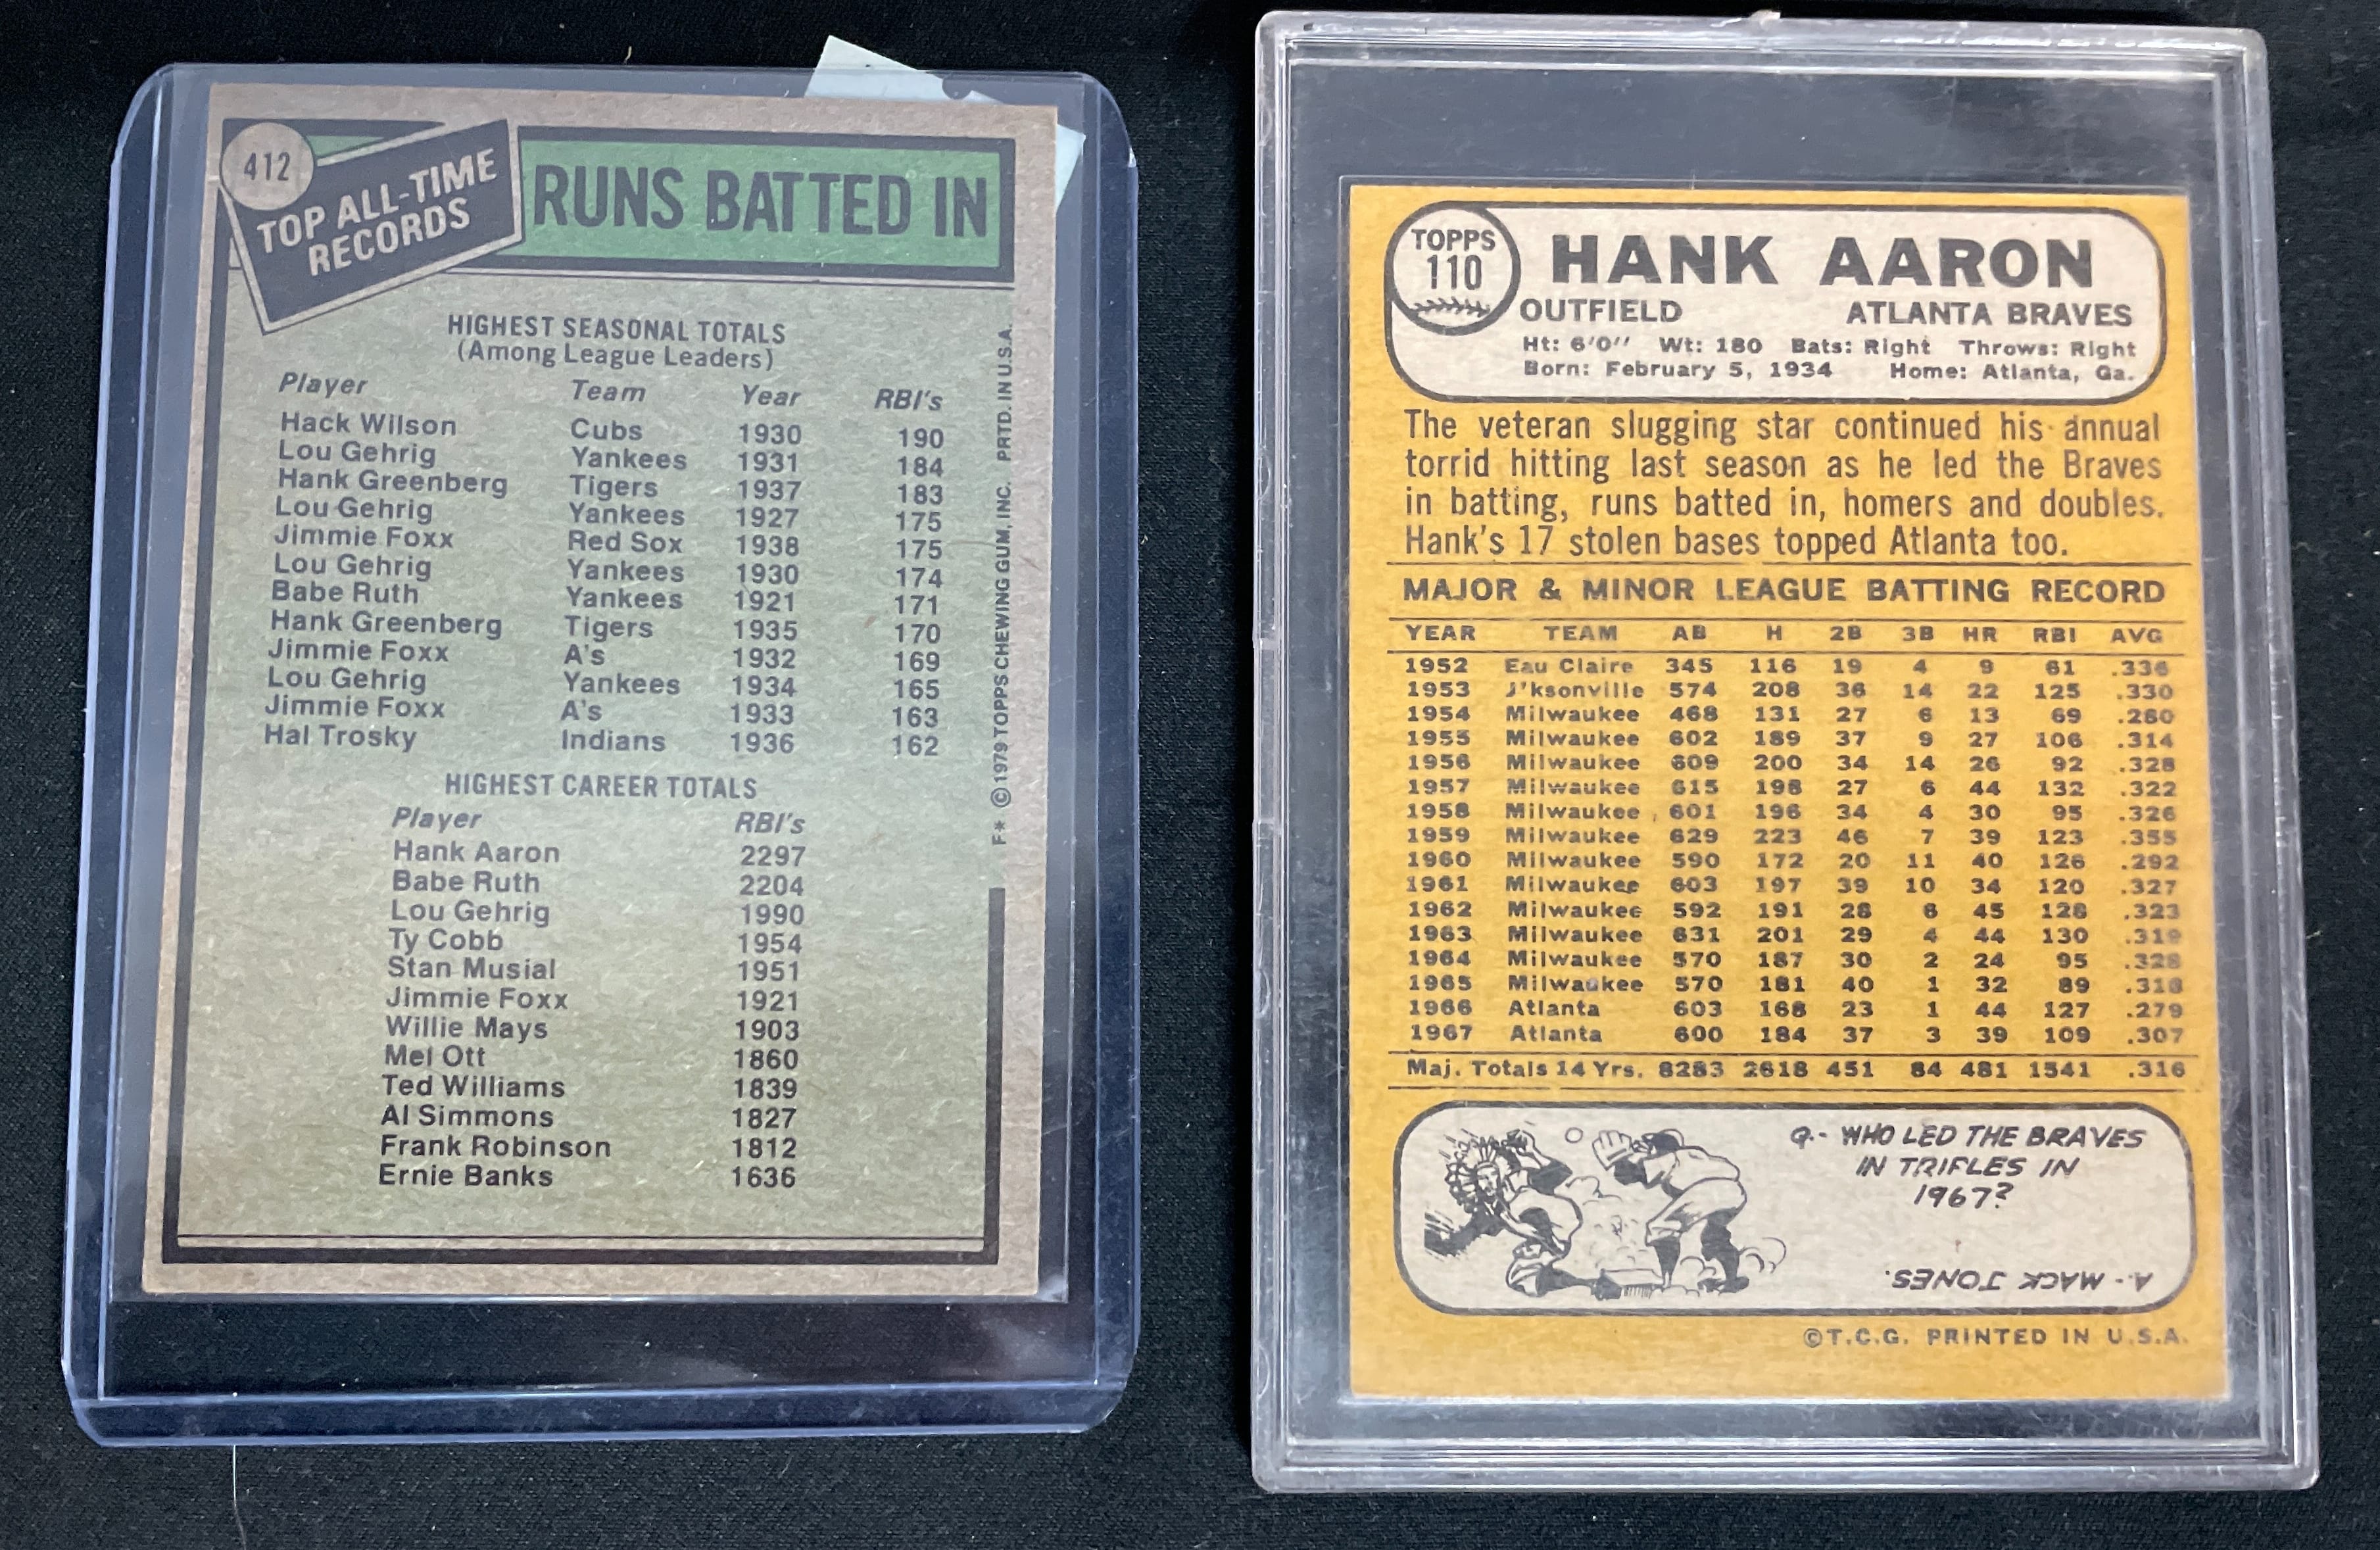 412
TOP ALL-TIME
RECORDS
RUNS BATTED IN
HIGHEST SEASONAL TOTALS
(Among League Leaders)
Player Team Year RBI's
Hack Wilson Cubs 1930 190
Lou Gehrig Yankees 1931 184
Hank Greenberg Tigers 1937 183
Lou Gehrig Yankees 1927 175
Jimmie Foxx Red Sox 1938 175
Lou Gehrig Yankees 1930 174
Babe Ruth Yankees 1921 171
Hank Greenberg Tigers 1935 170
Jimmie Foxx A's 1932 169
Lou Gehrig Yankees 1934 165
Jimmie Foxx A's 1933 163
Hal Trosky Indians 1936 162
HIGHEST CAREER TOTALS
Player RBI's
Hank Aaron 2297
Babe Ruth 2204
Lou Gehrig 1990
Ty Cobb 1954
Stan Musial 1951
Jimmie Foxx 1921
Willie Mays 1903
Mel Ott 1860
Ted Williams 1839
Al Simmons 1827
Frank Robinson 1812
Ernie Banks 1636
F* © 1979 TOPPS CHEWING GUM, INC. PRTD. IN U.S.A.
TOPPS
110
HANK AARON
OUTFIELD ATLANTA BRAVES
Ht: 6'0" Wt: 180 Bats: Right Throws: Right
Born: February 5, 1934 Home: Atlanta, Ga.
The veteran slugging star continued his annual
torrid hitting last season as he led the Braves
in batting, runs batted in, homers and doubles.
Hank's 17 stolen bases topped Atlanta too.
MAJOR & MINOR LEAGUE BATTING RECORD
YEAR TEAM AB H 2B 3B HR RBI AVG
1952 Eau Claire 345 116 19 4 9 61 .336
1953 J'ksonville 574 208 36 14 22 125 .330
1954 Milwaukee 468 131 27 6 13 69 .280
1955 Milwaukee 602 189 37 9 27 106 .314
1956 Milwaukee 609 200 34 14 26 92 .328
1957 Milwaukee 615 198 27 6 44 132 .322
1958 Milwaukee 601 196 34 4 30 95 .326
1959 Milwaukee 629 223 46 7 39 123 .355
1960 Milwaukee 590 172 20 11 40 126 .292
1961 Milwaukee 603 197 39 10 34 120 .327
1962 Milwaukee 592 191 28 6 45 128 .323
1963 Milwaukee 631 201 29 4 44 130 .319
1964 Milwaukee 570 187 30 2 24 95 .328
1965 Milwaukee 570 181 40 1 32 89 .318
1966 Atlanta 603 168 23 1 44 127 .279
1967 Atlanta 600 184 37 3 39 109 .307
Maj. Totals 14 Yrs. 8283 2618 451 84 481 1541 .316
Q.- WHO LED THE BRAVES
IN TRIPLES IN
1967?
A.- MACK JONES.
© T.C.G. PRINTED IN U.S.A.